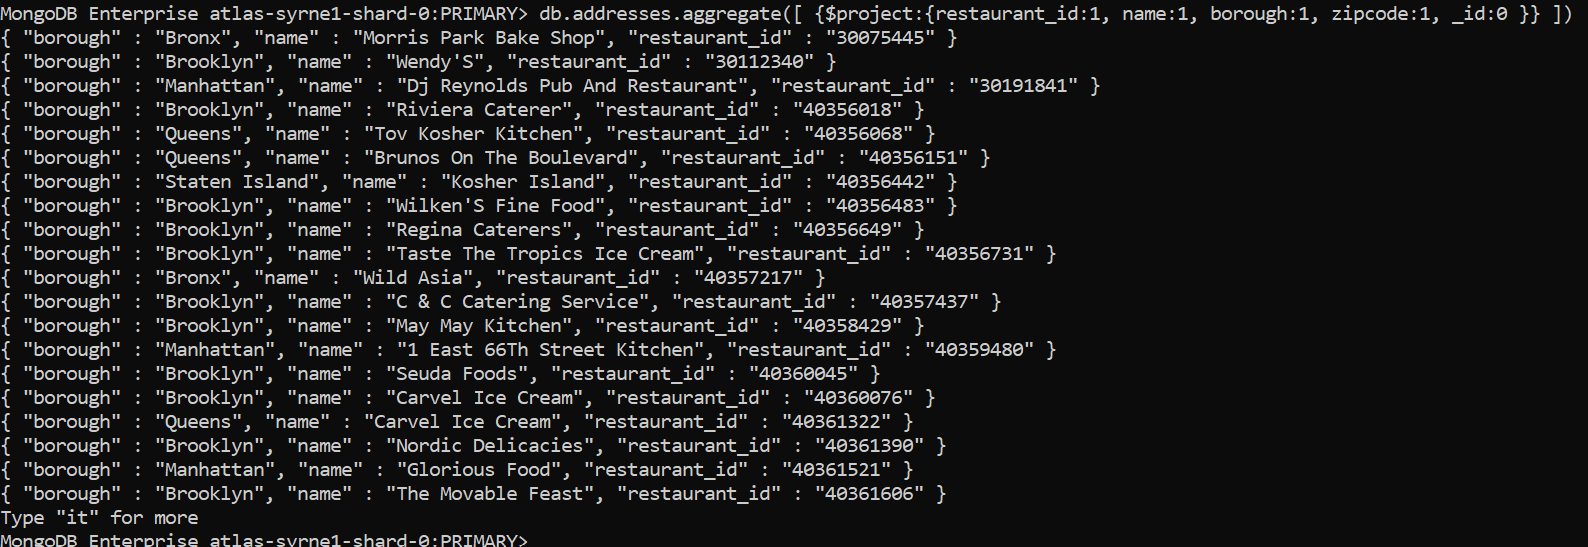 MongoDB Enterprise atlas-syrne1-shard-0:PRIMARY> db.addresses.aggregate([ {$project:{restaurant_id:1, name:1, borough:1, zipcode:1, _id:0 }} ])
{ "borough" : "Bronx", "name" : "Morris Park Bake Shop", "restaurant_id" : "30075445" }
{ "borough" : "Brooklyn", "name" : "Wendy'S", "restaurant_id" : "30112340" }
{ "borough" : "Manhattan", "name" : "Dj Reynolds Pub And Restaurant", "restaurant_id" : "30191841" }
{ "borough" : "Brooklyn", "name" : "Riviera Caterer", "restaurant_id" : "40356018" }
{ "borough" : "Queens", "name" : "Tov Kosher Kitchen", "restaurant_id" : "40356068" }
{ "borough" : "Queens", "name" : "Brunos On The Boulevard", "restaurant_id" : "40356151" }
{ "borough" : "Staten Island", "name" : "Kosher Island", "restaurant_id" : "40356442" }
{ "borough" : "Brooklyn", "name" : "Wilken'S Fine Food", "restaurant_id" : "40356483" }
{ "borough" : "Brooklyn", "name" : "Regina Caterers", "restaurant_id" : "40356649" }
{ "borough" : "Brooklyn", "name" : "Taste The Tropics Ice Cream", "restaurant_id" : "40356731" }
{ "borough" : "Bronx", "name" : "Wild Asia", "restaurant_id" : "40357217" }
{ "borough" : "Brooklyn", "name" : "C & C Catering Service", "restaurant_id" : "40357437" }
{ "borough" : "Brooklyn", "name" : "May May Kitchen", "restaurant_id" : "40358429" }
{ "borough" : "Manhattan", "name" : "1 East 66Th Street Kitchen", "restaurant_id" : "40359480" }
{ "borough" : "Brooklyn", "name" : "Seuda Foods", "restaurant_id" : "40360045" }
{ "borough" : "Brooklyn", "name" : "Carvel Ice Cream", "restaurant_id" : "40360076" }
{ "borough" : "Queens", "name" : "Carvel Ice Cream", "restaurant_id" : "40361322" }
{ "borough" : "Brooklyn", "name" : "Nordic Delicacies", "restaurant_id" : "40361390" }
{ "borough" : "Manhattan", "name" : "Glorious Food", "restaurant_id" : "40361521" }
{ "borough" : "Brooklyn", "name" : "The Movable Feast", "restaurant_id" : "40361606" }
Type "it" for more
MongoDB Enterprise atlas-syrne1-shard-0:PRIMARY>